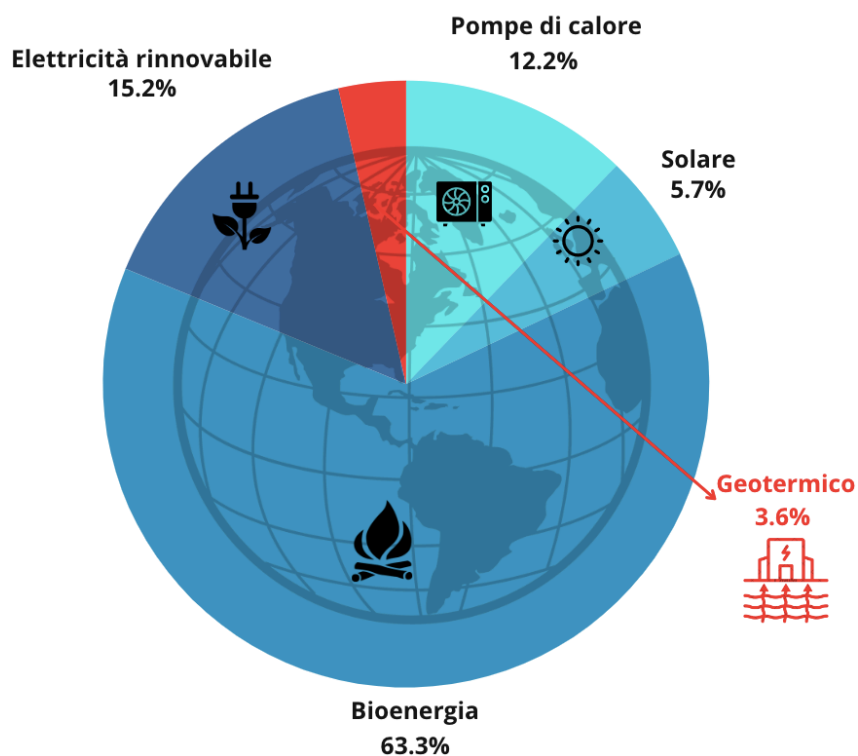 Pompe di calore
12.2%
Elettricità rinnovabile
15.2%
Solare
5.7%
Geotermico
3.6%
Bioenergia
63.3%